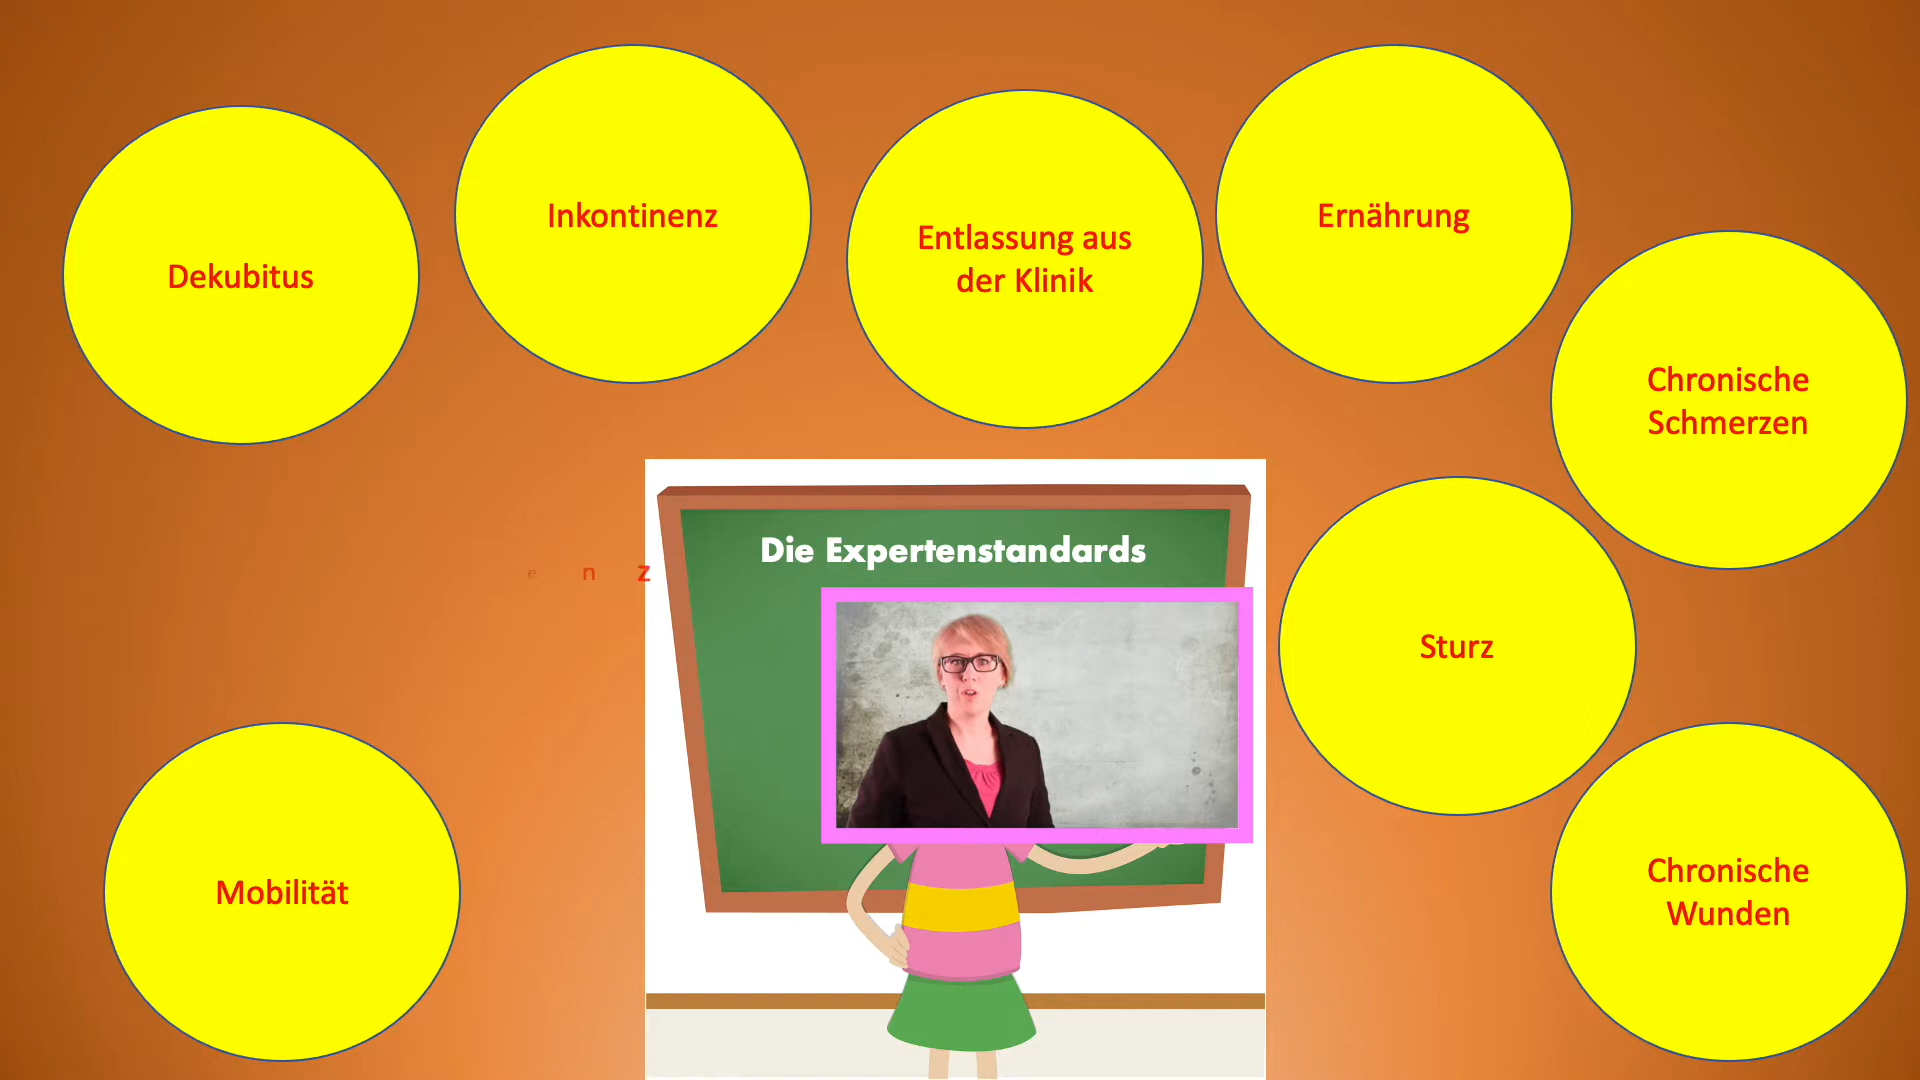 Dekubitus
Inkontinenz
Entlassung aus
der Klinik
Ernährung
Chronische
Schmerzen
Die Expertenstandards
e n z
Sturz
Mobilität
Chronische
Wunden